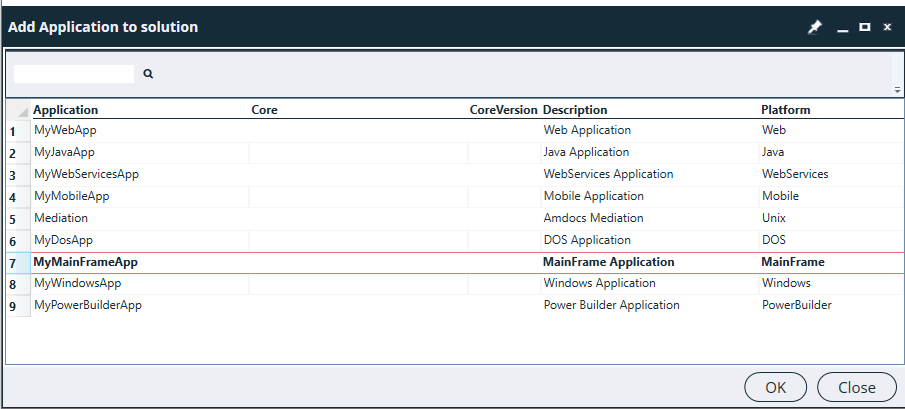 Add Application to solution
Application Core CoreVersion Description Platform
1 MyWebApp Web Application Web
2 MyJavaApp Java Application Java
3 MyWebServicesApp WebServices Application WebServices
4 MyMobileApp Mobile Application Mobile
5 Mediation Amdocs Mediation Unix
6 MyDosApp DOS Application DOS
7 MyMainFrameApp MainFrame Application MainFrame
8 MyWindowsApp Windows Application Windows
9 MyPowerBuilderApp Power Builder Application PowerBuilder
OK Close